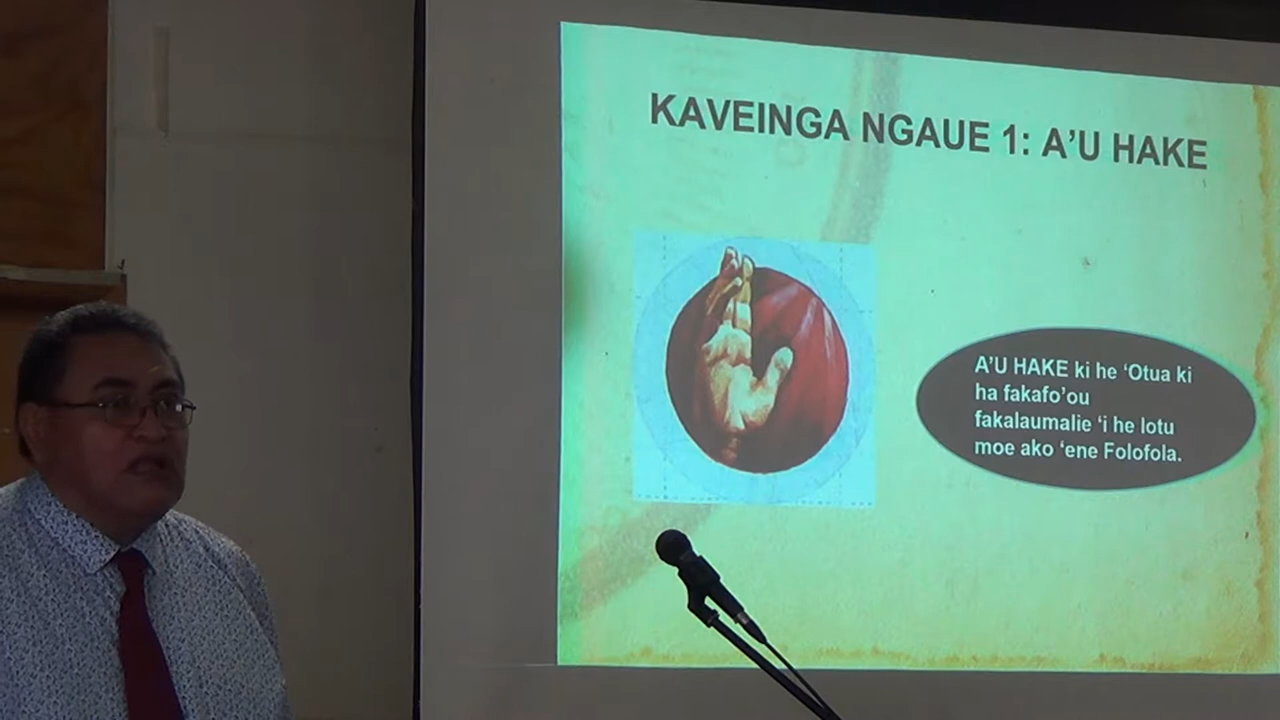 KAVEINGA NGAUE 1: A’U HAKE
A’U HAKE ki he ‘Otua ki
ha fakafo’ou
fakalaumalie ‘i he lotu
moe ako ‘ene Folofola.